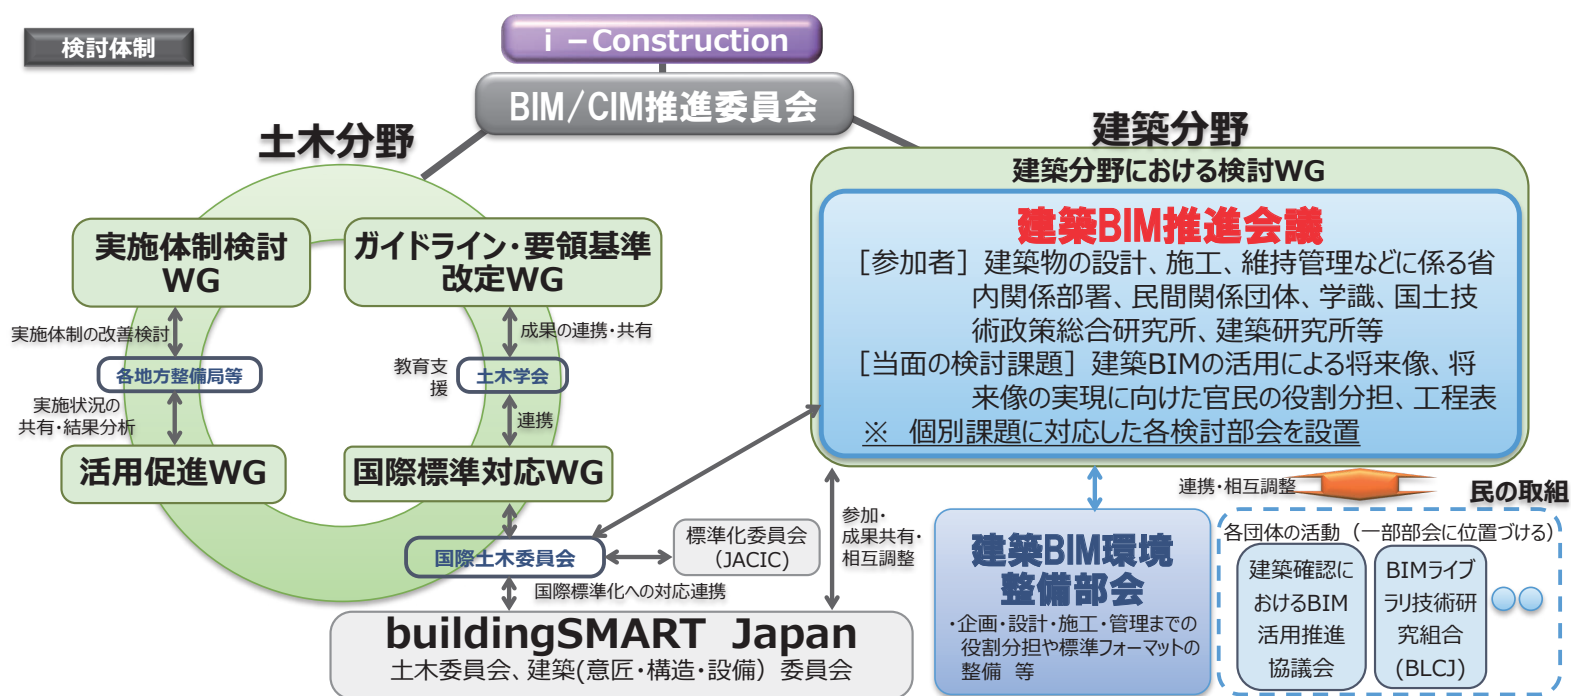 検討体制
i －Construction
BIM/CIM推進委員会
土木分野
実施体制検討
WG
ガイドライン・要領基準
改定WG
実施体制の改善検討
成果の連携・共有
各地方整備局等
教育支
援
土木学会
実施状況の
共有・結果分析
連携
活用促進WG
国際標準対応WG
国際土木委員会
標準化委員会
(JACIC)
国際標準化への対応連携
buildingSMART Japan
土木委員会、建築(意匠・構造・設備）委員会
建築分野
建築分野における検討WG
建築BIM推進会議
［参加者］建築物の設計、施工、維持管理などに係る省
内関係部署、民間関係団体、学識、国土技
術政策総合研究所、建築研究所等
［当面の検討課題］建築BIMの活用による将来像、将
来像の実現に向けた官民の役割分担、工程表
※ 個別課題に対応した各検討部会を設置
参加・
成果共有・
相互調整
連携・相互調整
民の取組
建築BIM環境
整備部会
・企画・設計・施工・管理までの
役割分担や標準フォーマットの
整備 等
各団体の活動（一部部会に位置づける）
建築確認に
おけるBIM
活用推進
協議会
BIMライブ
ラリ技術研
究組合
(BLCJ)